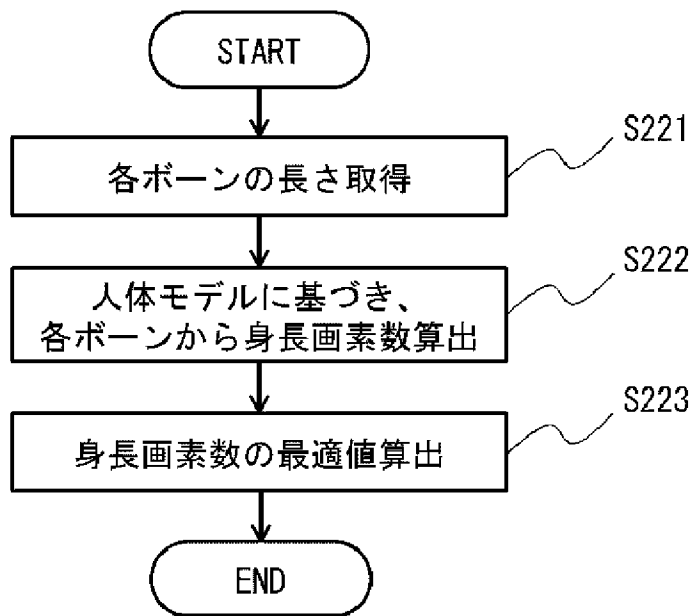 START
各ボーンの長さ取得
S221
人体モデルに基づき、
各ボーンから身長画素数算出
S222
身長画素数の最適値算出
S223
END